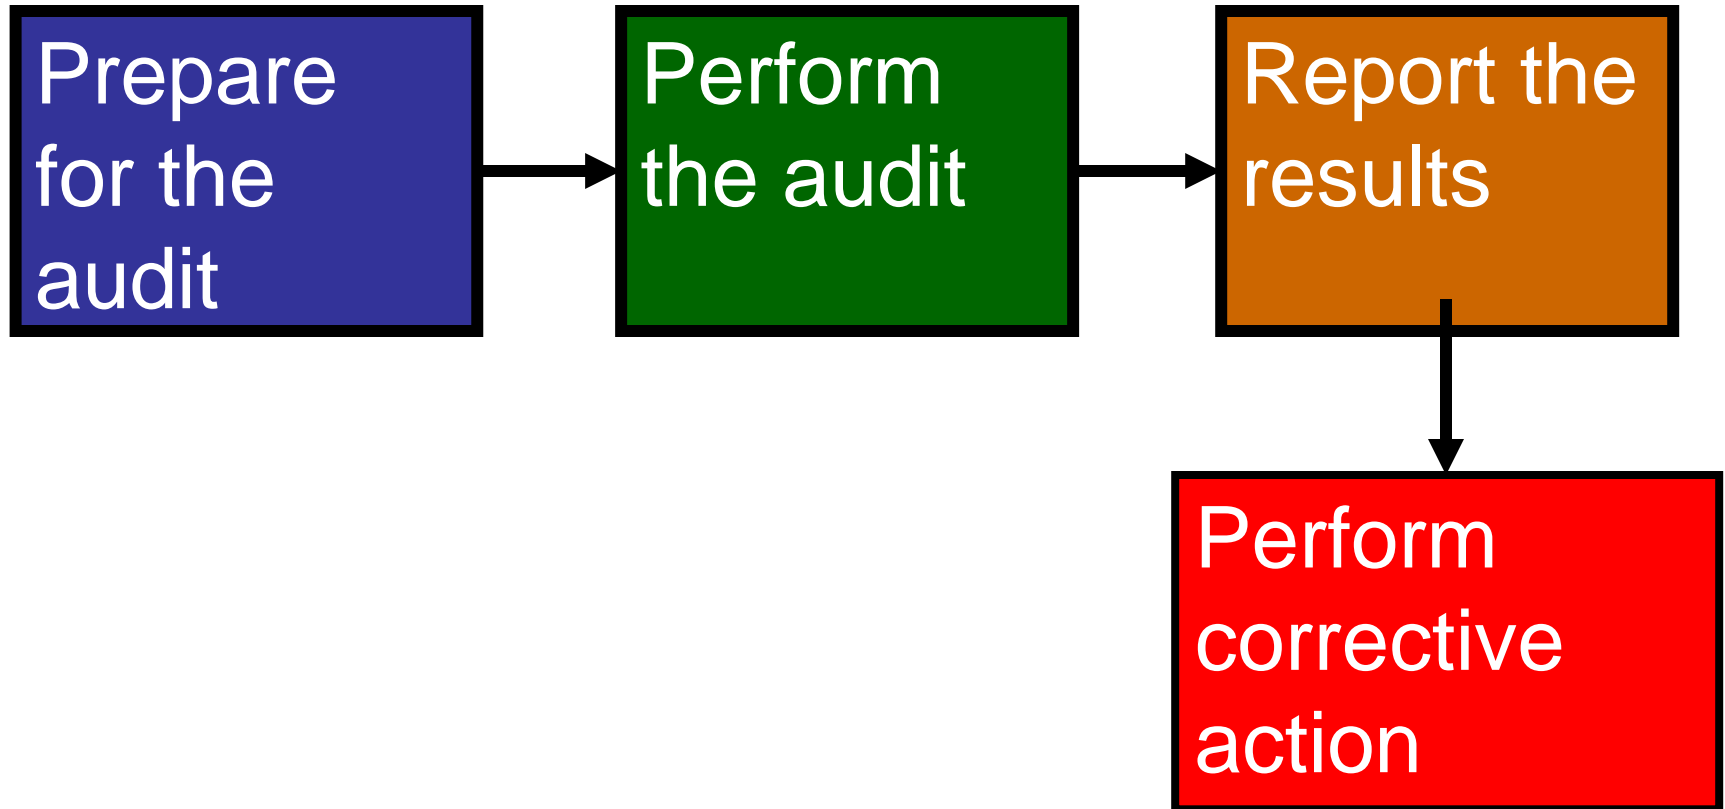 Prepare
for the
audit
Perform
the audit
Report the
results
Perform
corrective
action